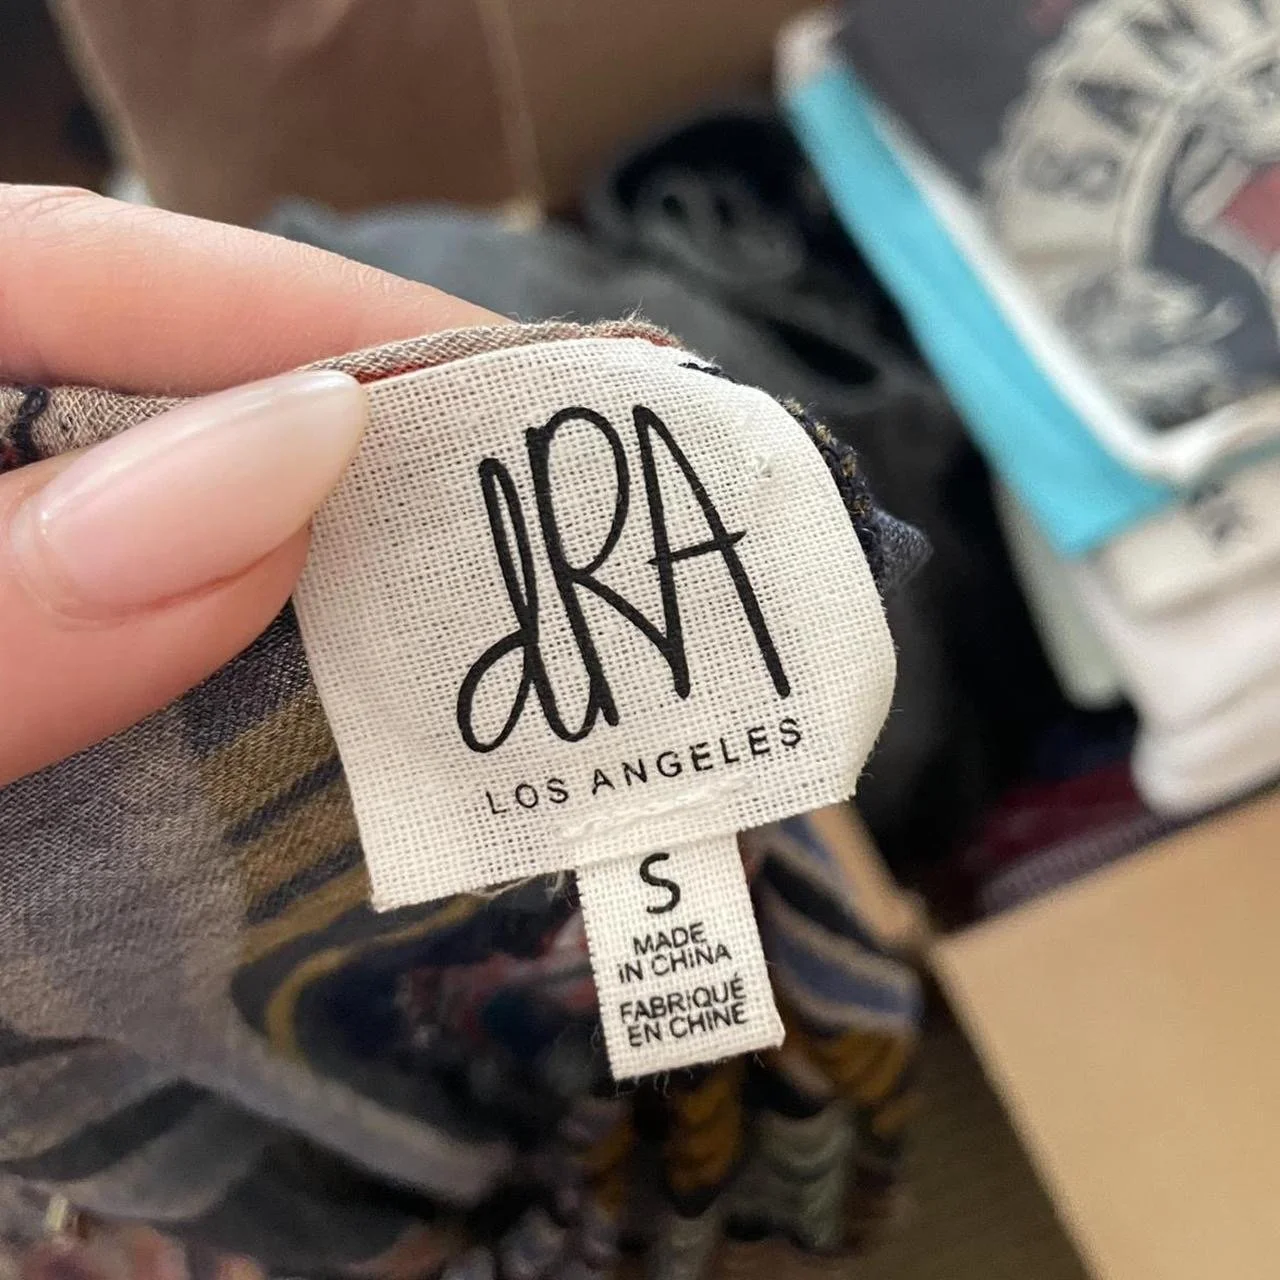 dRA
LOS ANGELES
S
MADE
IN CHINA
FABRIQUÉ
EN CHINE